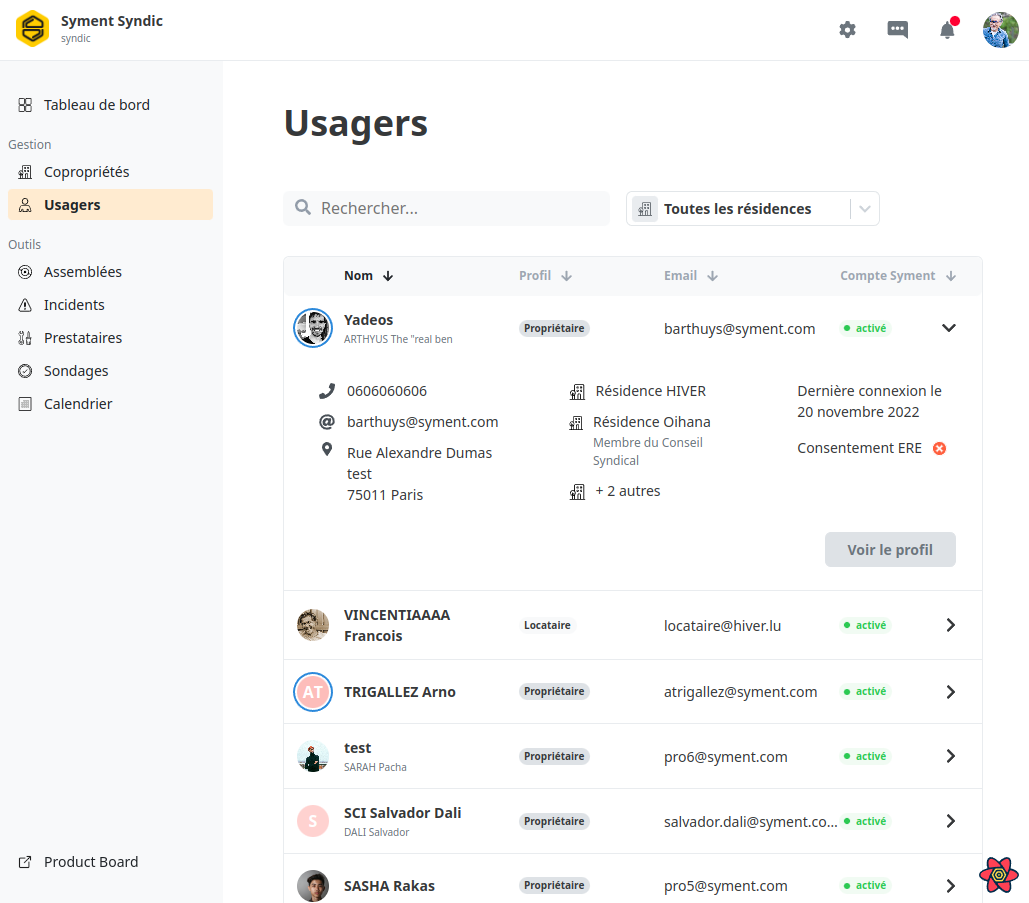 Syment Syndic
syndic
Tableau de bord
Gestion
Copropriétés
Usagers
Outils
Assemblées
Incidents
Prestataires
Sondages
Calendrier
Product Board
Usagers
Rechercher...
Toutes les résidences
Nom Profil Email Compte Syment
Yadeos
ARTHYUS The "real ben
Propriétaire
barthuys@syment.com
activé
0606060606
barthuys@syment.com
Rue Alexandre Dumas
test
75011 Paris
Résidence HIVER
Résidence Oihana
Membre du Conseil
Syndical
+ 2 autres
Dernière connexion le
20 novembre 2022
Consentement ERE
Voir le profil
VINCENTIAAAA
Francois
Locataire
locataire@hiver.lu
activé
AT
TRIGALLEZ Arno
Propriétaire
atrigallez@syment.com
activé
test
SARAH Pacha
Propriétaire
pro6@syment.com
activé
S
SCI Salvador Dali
DALI Salvador
Propriétaire
salvador.dali@syment.co...
activé
SASHA Rakas
Propriétaire
pro5@syment.com
activé